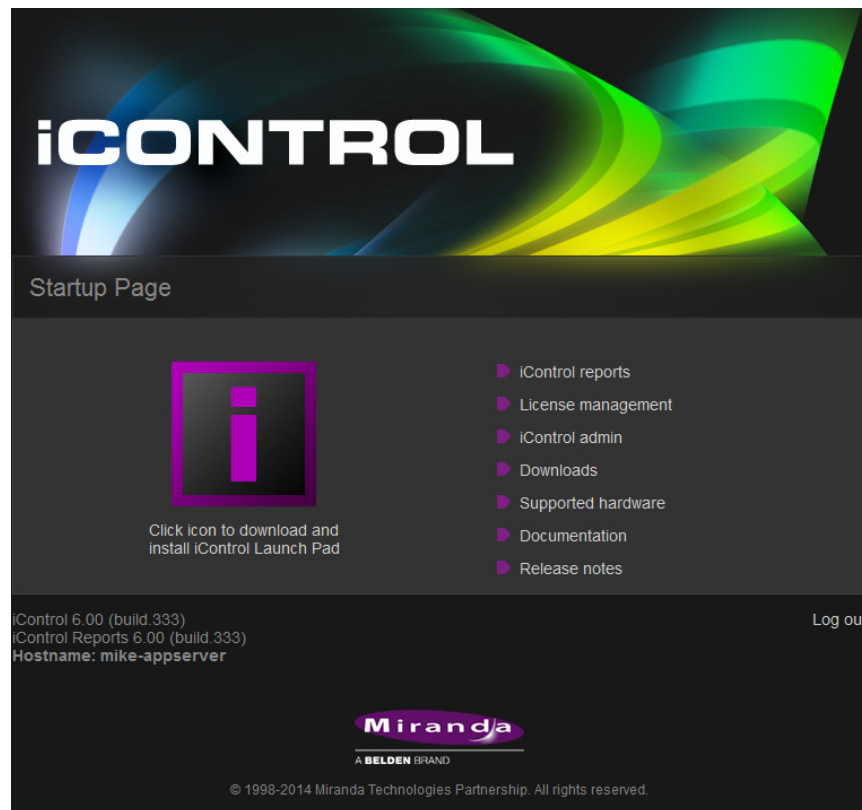 iCONTROL
Startup Page
i
Click icon to download and
install iControl Launch Pad
iControl reports
License management
iControl admin
Downloads
Supported hardware
Documentation
Release notes
iControl 6.00 (build.333)
iControl Reports 6.00 (build.333)
Hostname: mike-appserver
Log ou
Miranda
A BELDEN BRAND
© 1998-2014 Miranda Technologies Partnership. All rights reserved.